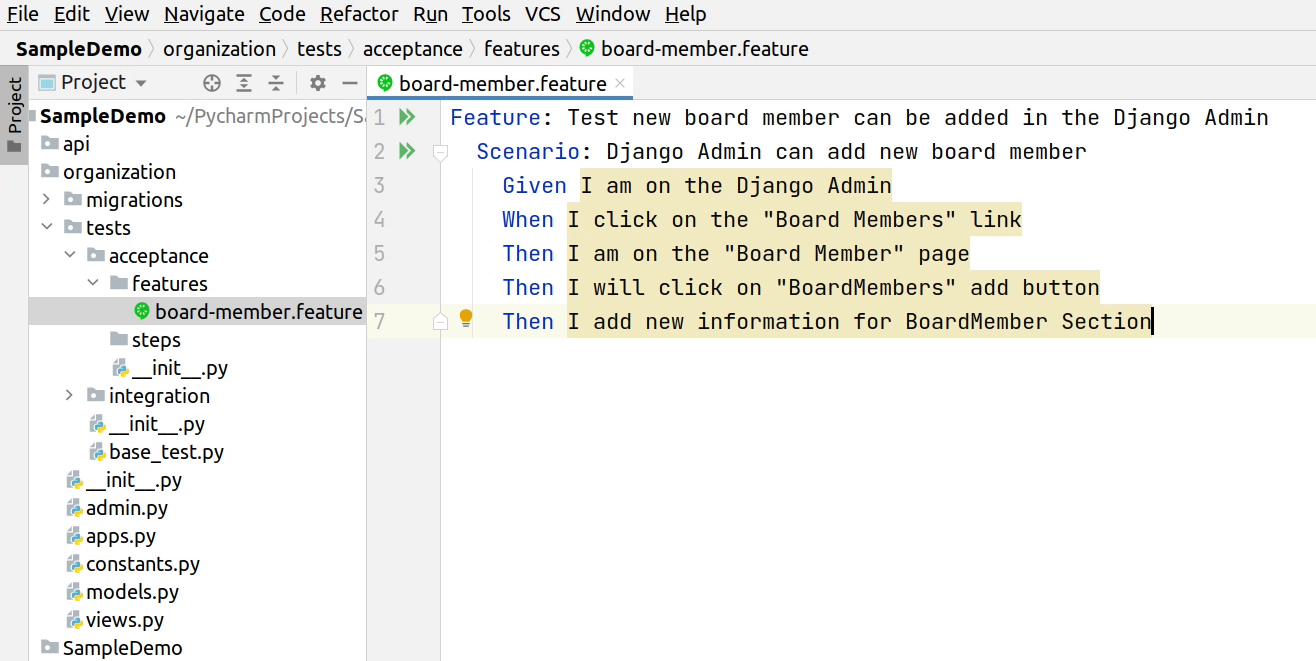 File Edit View Navigate Code Refactor Run Tools VCS Window Help
SampleDemo organization tests acceptance features board-member.feature
Project
Project
board-member.feature
SampleDemo ~/PycharmProjects/Sa
api
organization
migrations
tests
acceptance
features
board-member.feature
steps
__init__.py
integration
__init__.py
base_test.py
__init__.py
admin.py
apps.py
constants.py
models.py
views.py
SampleDemo
1 Feature: Test new board member can be added in the Django Admin
2 Scenario: Django Admin can add new board member
3 Given I am on the Django Admin
4 When I click on the "Board Members" link
5 Then I am on the "Board Member" page
6 Then I will click on "BoardMembers" add button
7 Then I add new information for BoardMember Section